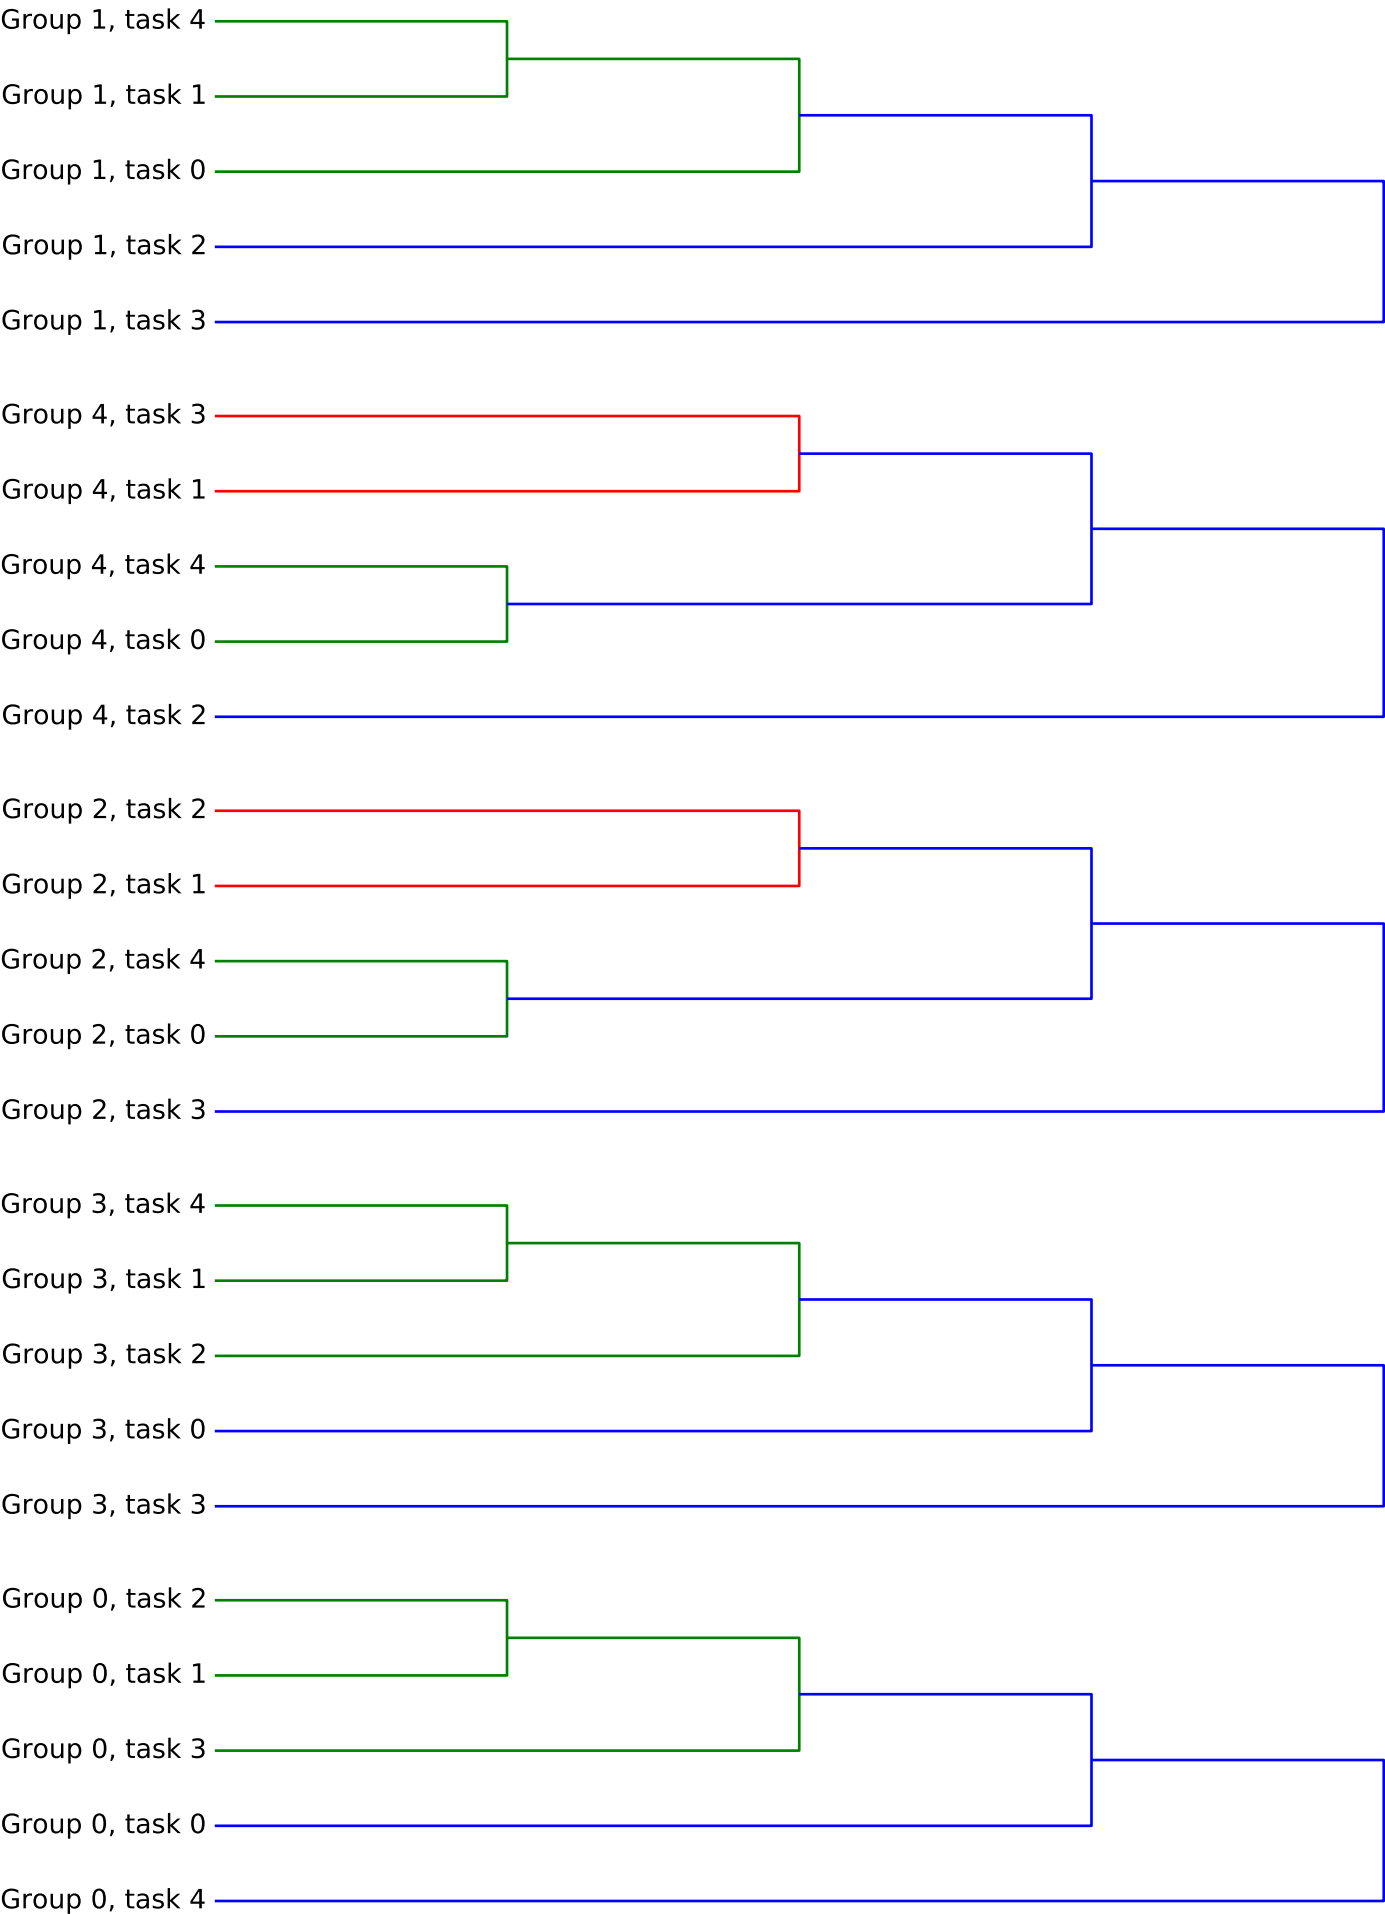 Group 1, task 4
Group 1, task 1
Group 1, task 0
Group 1, task 2
Group 1, task 3
Group 4, task 3
Group 4, task 1
Group 4, task 4
Group 4, task 0
Group 4, task 2
Group 2, task 2
Group 2, task 1
Group 2, task 4
Group 2, task 0
Group 2, task 3
Group 3, task 4
Group 3, task 1
Group 3, task 2
Group 3, task 0
Group 3, task 3
Group 0, task 2
Group 0, task 1
Group 0, task 3
Group 0, task 0
Group 0, task 4